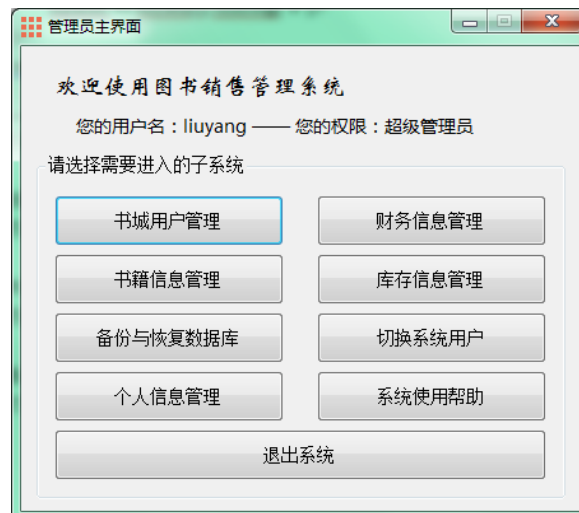 管理员主界面
欢迎使用图书销售管理系统
您的用户名：liuyang —— 您的权限：超级管理员
请选择需要进入的子系统
书城用户管理
财务信息管理
书籍信息管理
库存信息管理
备份与恢复数据库
切换系统用户
个人信息管理
系统使用帮助
退出系统